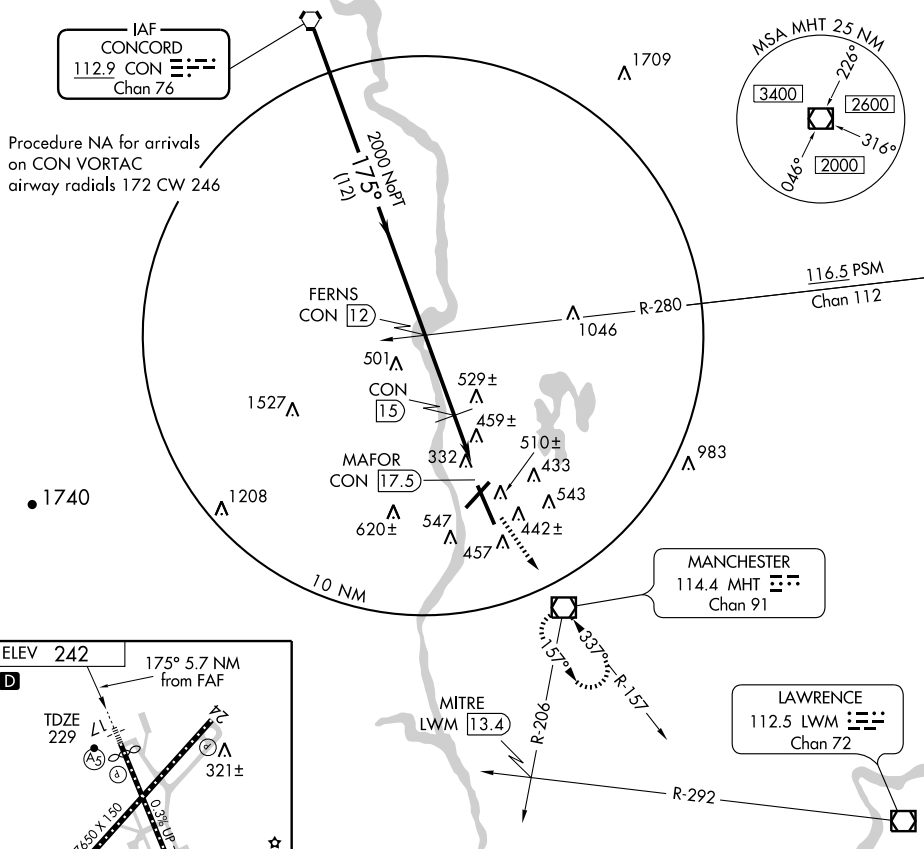 IAF
CONCORD
112.9 CON
Chan 76
Procedure NA for arrivals
on CON VORTAC
airway radials 172 CW 246
2000 NoPT
175°
(12)
1709
MSA MHT 25 NM
226°
3400
2600
316°
046°
2000
116.5 PSM
Chan 112
R-280
FERNS
CON 12
1046
501
CON
15
529±
1527
459±
510±
332
433
MAFOR
CON 17.5
983
1740
1208
543
620±
547
442±
457
10 NM
MANCHESTER
114.4 MHT
Chan 91
337°
157°
R-157
R-206
MITRE
LWM 13.4
LAWRENCE
112.5 LWM
Chan 72
R-292
ELEV 242
D
175° 5.7 NM
from FAF
TDZE
229
17
24
A5
P
P
321±
7650 X 150
0.3% UP